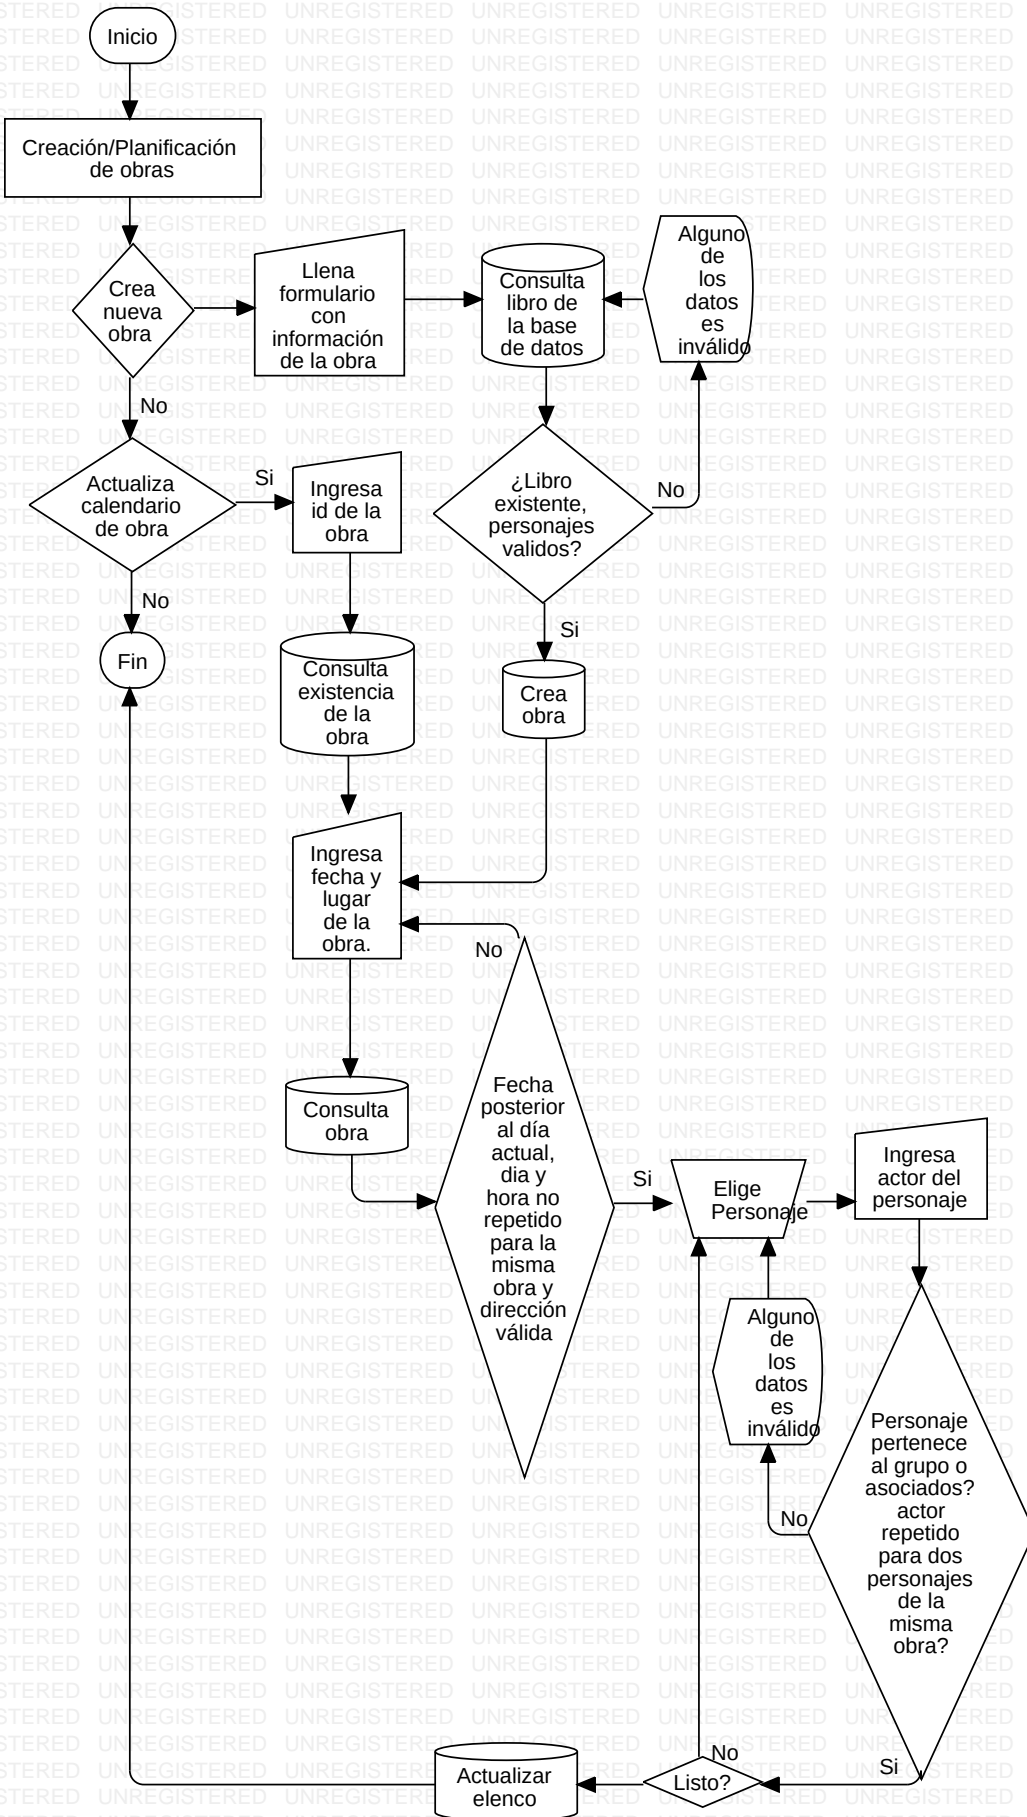 Inicio
Creación/Planificación
de obras
Crea
nueva
obra
Llena
formulario
con
información
de la obra
Consulta
libro de
la base
de datos
Alguno
de
los
datos
es
inválido
No
Actualiza
calendario
de obra
Si
Ingresa
id de la
obra
¿Libro
existente,
personajes
validos?
No
No
Fin
Si
Consulta
existencia
de la
obra
Crea
obra
Ingresa
fecha y
lugar
de la
obra.
No
Consulta
obra
Fecha
posterior
al día
actual,
dia y
hora no
repetido
para la
misma
obra y
dirección
válida
Si
Elige
Personaje
Ingresa
actor del
personaje
Alguno
de
los
datos
es
inválido
No
Personaje
pertenece
al grupo o
asociados?
actor
repetido
para dos
personajes
de la
misma
obra?
Si
No
Listo?
Actualizar
elenco
UNREGISTERED